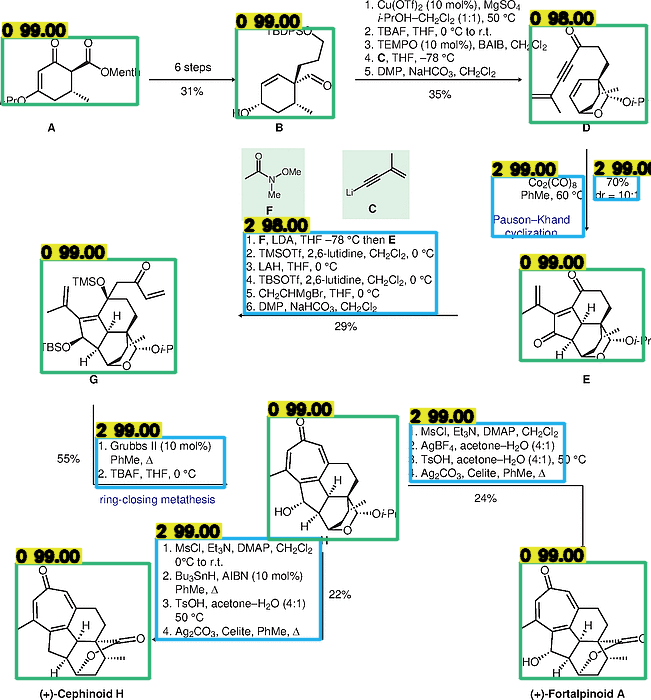 0 99.00
0 99.00
1. Cu(OTf)₂ (10 mol%), MgSO₄
i-PrOH–CH₂Cl₂ (1:1), 50 °C
2. TBAF, THF, 0 °C to r.t.
3. TEMPO (10 mol%), BAIB, CH₂Cl₂
4. C, THF, –78 °C
5. DMP, NaHCO₃, CH₂Cl₂
35%
0 98.00
O
O
OMenth
i-PrO
A
6 steps
31%
TBDPSO
O
HO
B
O
O
Oi-Pr
D
O
N
OMe
Me
F
Li
C
2 99.00
Co₂(CO)₈
PhMe, 60 °C
Pauson–Khand
cyclization
2 99.00
70%
dr = 10:1
2 98.00
1. F, LDA, THF –78 °C then E
2. TMSOTf, 2,6-lutidine, CH₂Cl₂, 0 °C
3. LAH, THF, 0 °C
4. TBSOTf, 2,6-lutidine, CH₂Cl₂, 0 °C
5. CH₂CHMgBr, THF, 0 °C
6. DMP, NaHCO₃, CH₂Cl₂
29%
0 99.00
TMSO
O
H
TBSO
H
O
Oi-Pr
G
0 99.00
O
H
O
H
O
Oi-Pr
E
55%
2 99.00
1. Grubbs II (10 mol%)
PhMe, Δ
2. TBAF, THF, 0 °C
ring-closing metathesis
0 99.00
O
H
HO
H
O
Oi-Pr
H
2 99.00
1. MsCl, Et₃N, DMAP, CH₂Cl₂
2. AgBF₄, acetone–H₂O (4:1)
3. TsOH, acetone–H₂O (4:1), 50 °C
4. Ag₂CO₃, Celite, PhMe, Δ
24%
2 99.00
1. MsCl, Et₃N, DMAP, CH₂Cl₂
0°C to r.t.
2. Bu₃SnH, AIBN (10 mol%)
PhMe, Δ
3. TsOH, acetone–H₂O (4:1)
50 °C
4. Ag₂CO₃, Celite, PhMe, Δ
22%
0 99.00
O
H
H
O
O
(+)-Cephinoid H
0 99.00
O
H
HO
H
O
O
(+)-Fortalpinoid A